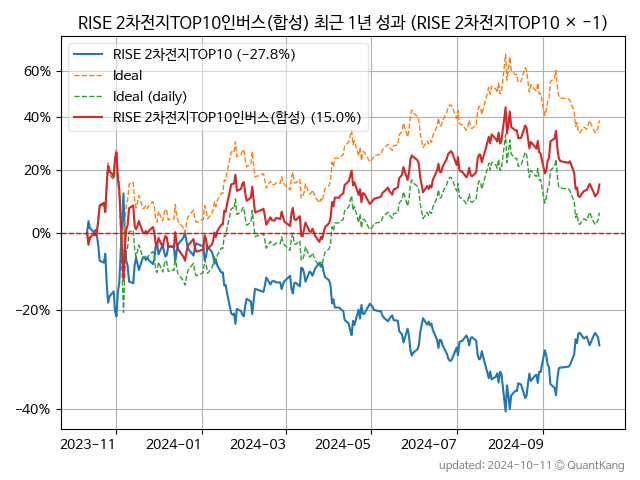 RISE 2차전지TOP10인버스(합성) 최근 1년 성과 (RISE 2차전지TOP10 × −1)
RISE 2차전지TOP10 (−27.8%)
Ideal
Ideal (daily)
RISE 2차전지TOP10인버스(합성) (15.0%)
60%
40%
20%
0%
−20%
−40%
2023-11
2024-01
2024-02
2024-04
2024-05
2024-07
2024-09
updated: 2024-10-11 © QuantKang